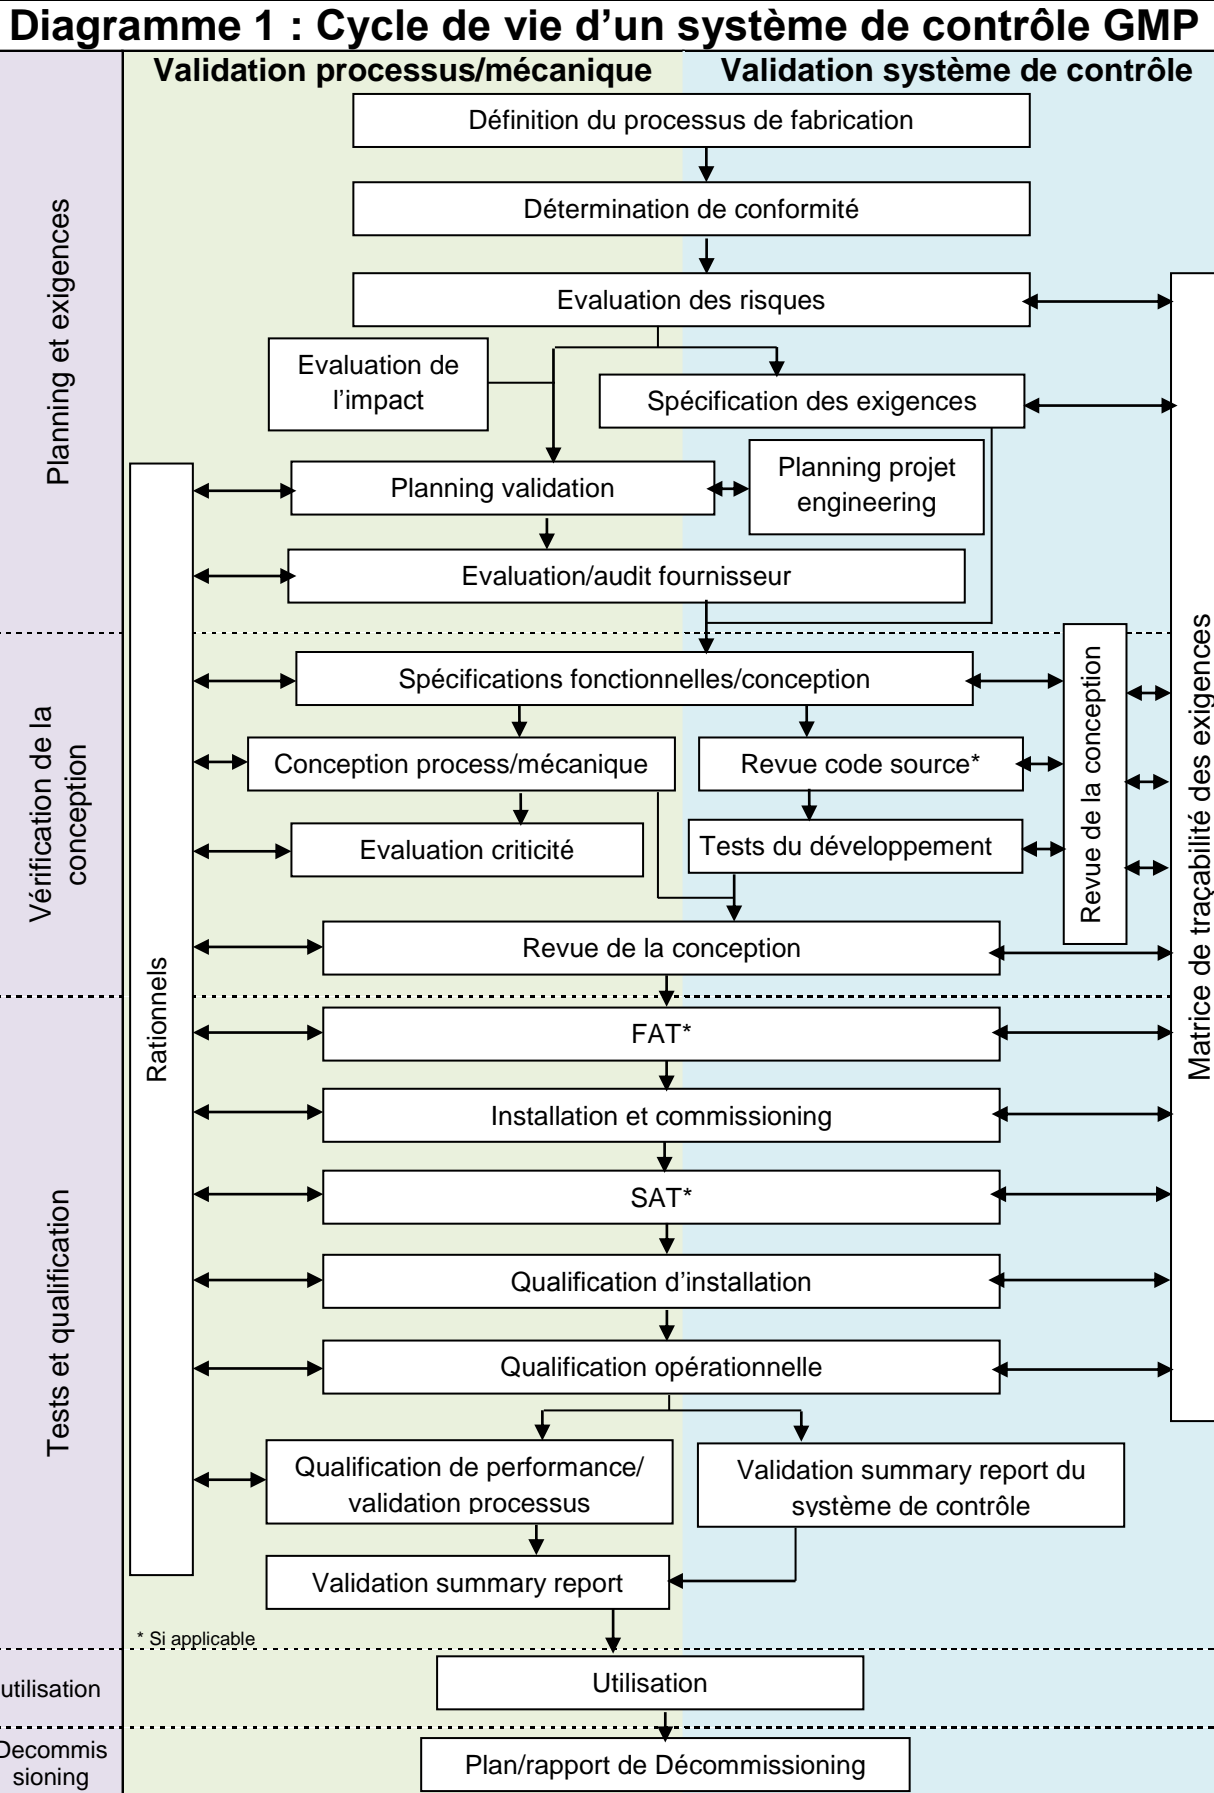 Diagramme 1 : Cycle de vie d'un système de contrôle GMP
Validation processus/mécanique
Validation système de contrôle
Planning et exigences
Définition du processus de fabrication
Détermination de conformité
Evaluation des risques
Evaluation de
l'impact
Spécification des exigences
Planning validation
Planning projet
engineering
Evaluation/audit fournisseur
Rationnels
Matrice de traçabilité des exigences
Vérification de la
conception
Spécifications fonctionnelles/conception
Revue de la conception
Conception process/mécanique
Revue code source*
Evaluation criticité
Tests du développement
Revue de la conception
Tests et qualification
FAT*
Installation et commissioning
SAT*
Qualification d'installation
Qualification opérationnelle
Qualification de performance/
validation processus
Validation summary report du
système de contrôle
Validation summary report
* Si applicable
utilisation
Utilisation
Decommis
sioning
Plan/rapport de Décommissioning